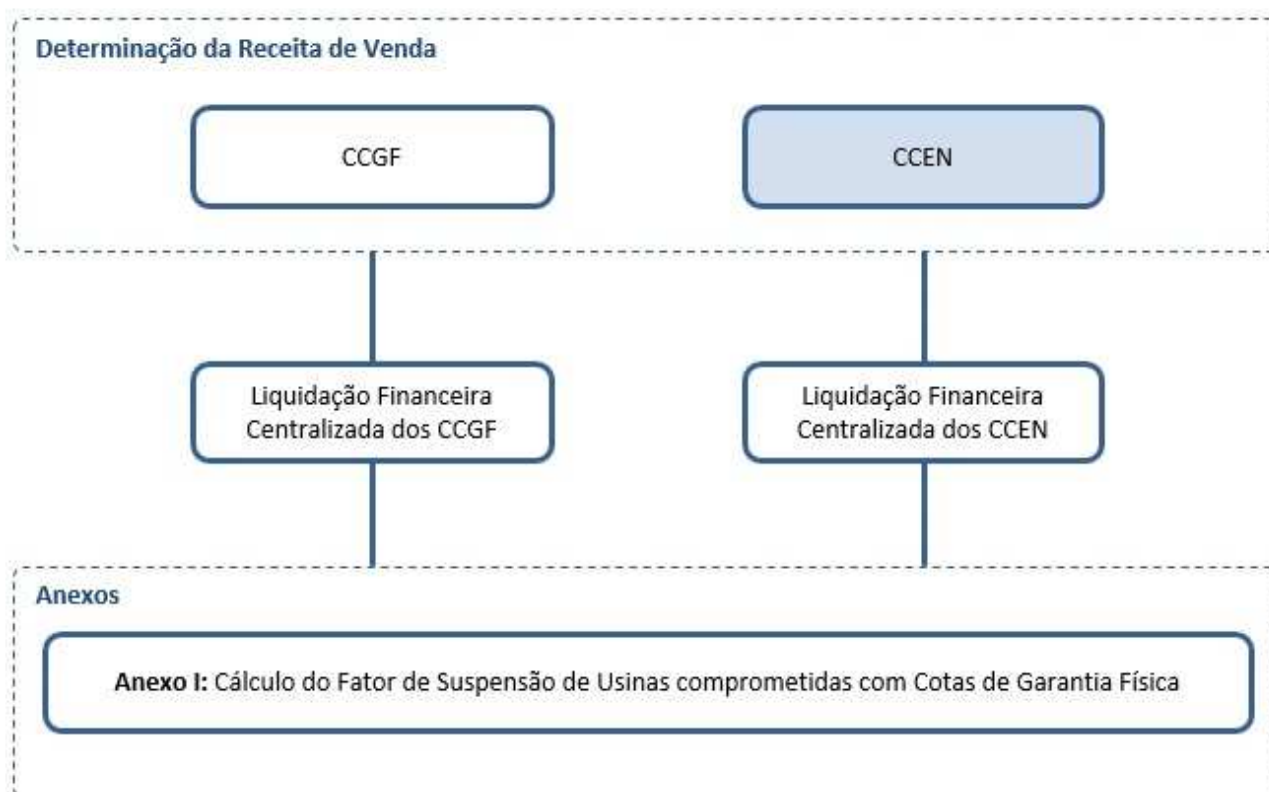 Determinação da Receita de Venda
CCGF
CCEN
Liquidação Financeira
Centralizada dos CCGF
Liquidação Financeira
Centralizada dos CCEN
Anexos
Anexo I: Cálculo do Fator de Suspensão de Usinas comprometidas com Cotas de Garantia Física